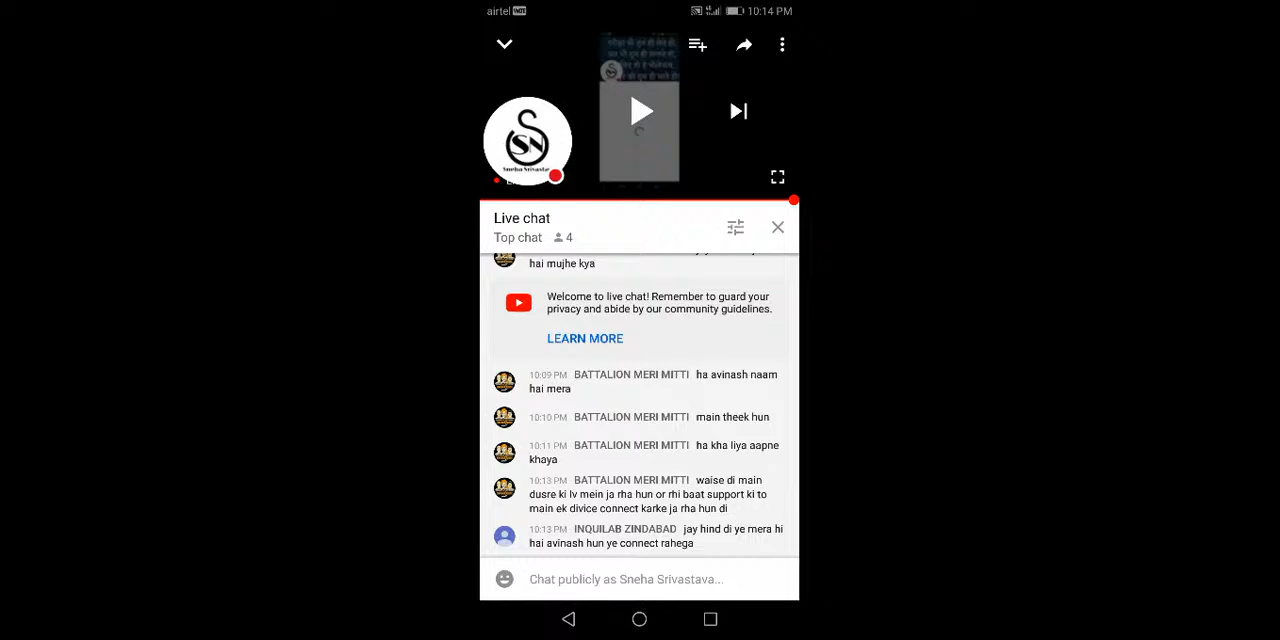 airtel
10:14 PM
SN
Sneha Srivastava
Live chat
Top chat 4
hai mujhe kya
Welcome to live chat! Remember to guard your
privacy and abide by our community guidelines.
LEARN MORE
10:09 PM BATTALION MERI MITTI ha avinash naam
hai mera
10:10 PM BATTALION MERI MITTI main theek hun
10:11 PM BATTALION MERI MITTI ha kha liya aapne
khaya
10:13 PM BATTALION MERI MITTI waise di main
dusre ki lv mein ja rha hun or rhi baat support ki to
main ek divice connect karke ja rha hun di
10:13 PM INQUILAB ZINDABAD jay hind di ye mera hi
hai avinash hun ye connect rahega
Chat publicly as Sneha Srivastava...